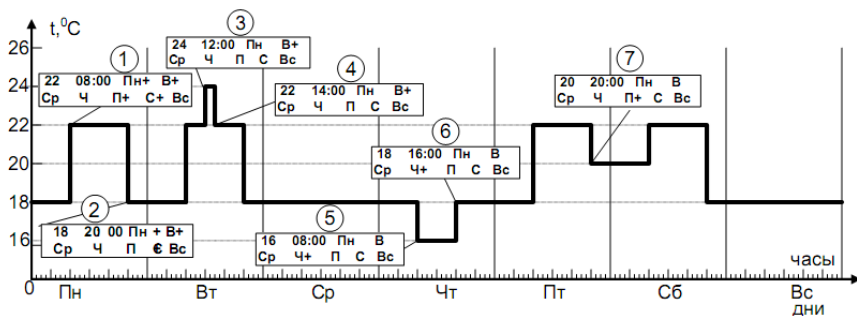 t,⁰C
26
24
22
20
18
16
0
1
22 08:00 Пн+ В+
Ср Ч П+ С+ Вс
2
18 20 00 Пн + В+
Ср Ч П С Вс
3
24 12:00 Пн В+
Ср Ч П С Вс
4
22 14:00 Пн В+
Ср Ч П С Вс
5
16 08:00 Пн В
Ср Ч+ П С Вс
6
18 16:00 Пн В
Ср Ч+ П С Вс
7
20 20:00 Пн В
Ср Ч П+ С Вс
часы
Пн Вт Ср Чт Пт Сб Вс
дни